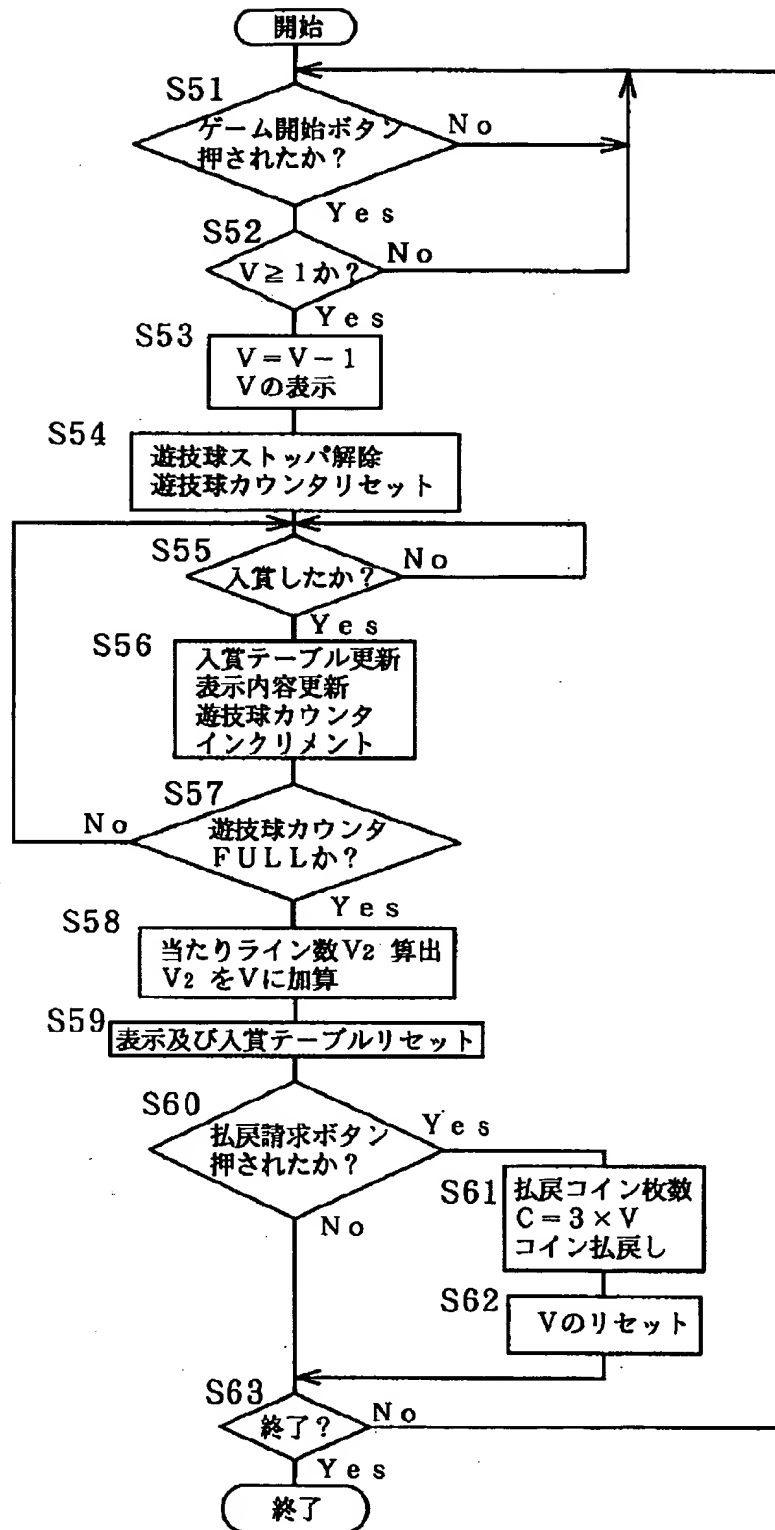 開始
S51
ゲーム開始ボタン
押されたか？
No
Yes
S52
V≧1か？
No
Yes
S53
V＝V－1
Vの表示
S54
遊技球ストッパ解除
遊技球カウンタリセット
S55
入賞したか？
No
Yes
S56
入賞テーブル更新
表示内容更新
遊技球カウンタ
インクリメント
S57
No
遊技球カウンタ
FULLか？
Yes
S58
当たりライン数V2 算出
V2 をVに加算
S59
表示及び入賞テーブルリセット
S60
払戻請求ボタン
押されたか？
Yes
No
S61
払戻コイン枚数
C＝3×V
コイン払戻し
S62
Vのリセット
S63
終了？
No
Yes
終了